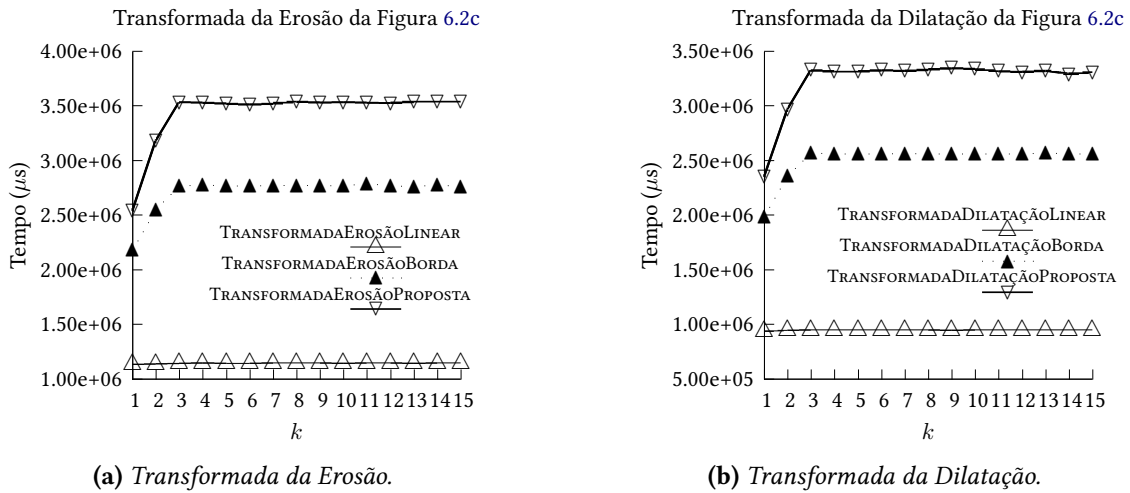 Transformada da Erosão da Figura 6.2c
4.00e+06
3.50e+06
3.00e+06
2.50e+06
2.00e+06
1.50e+06
1.00e+06
Tempo (μs)
TransformadaErosãoLinear
TransformadaErosãoBorda
TransformadaErosãoProposta
1 2 3 4 5 6 7 8 9 10 11 12 13 14 15
k
(a) Transformada da Erosão.
Transformada da Dilatação da Figura 6.2c
3.50e+06
3.00e+06
2.50e+06
2.00e+06
1.50e+06
1.00e+06
5.00e+05
Tempo (μs)
TransformadaDilataçãoLinear
TransformadaDilataçãoBorda
TransformadaDilataçãoProposta
1 2 3 4 5 6 7 8 9 10 11 12 13 14 15
k
(b) Transformada da Dilatação.